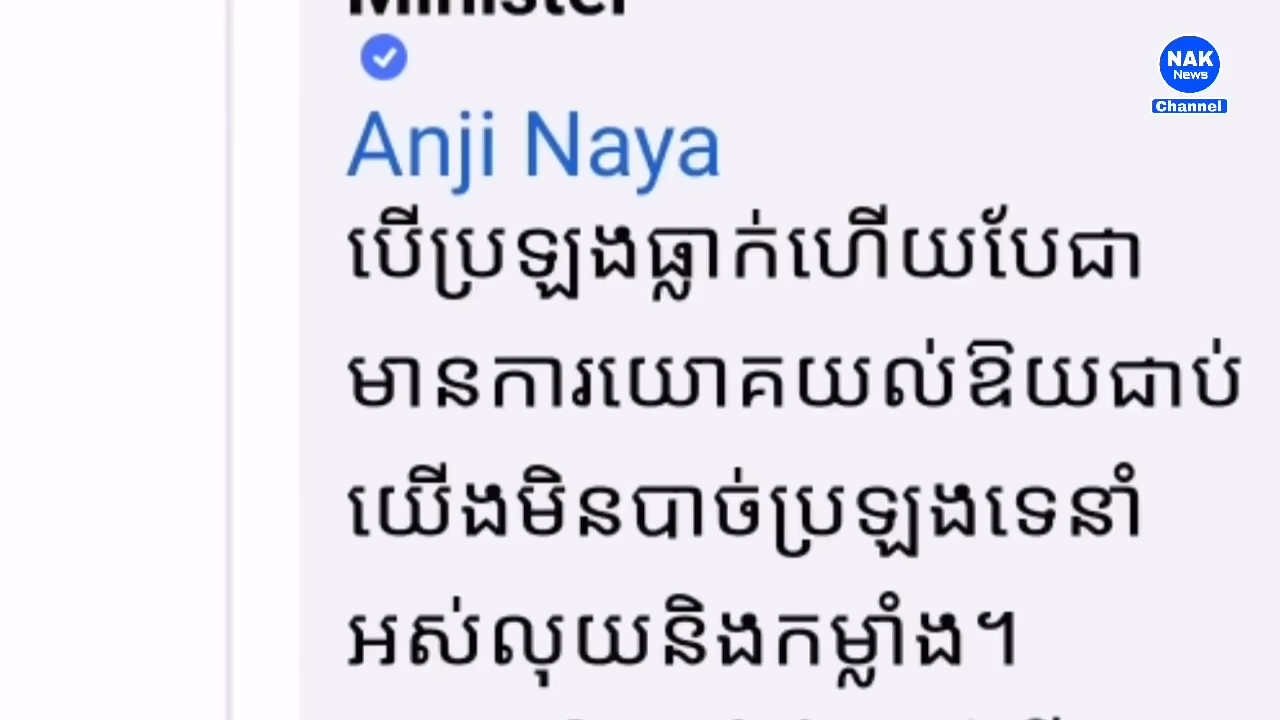 Minister
NAK
News
Channel
Anji Naya
បើប្រឡងធ្លាក់ហើយបែជា
មានការយោគយល់ឱយជាប់
យើងមិនបាច់ប្រឡងទេនាំ
អស់លុយនិងកម្លាំង។